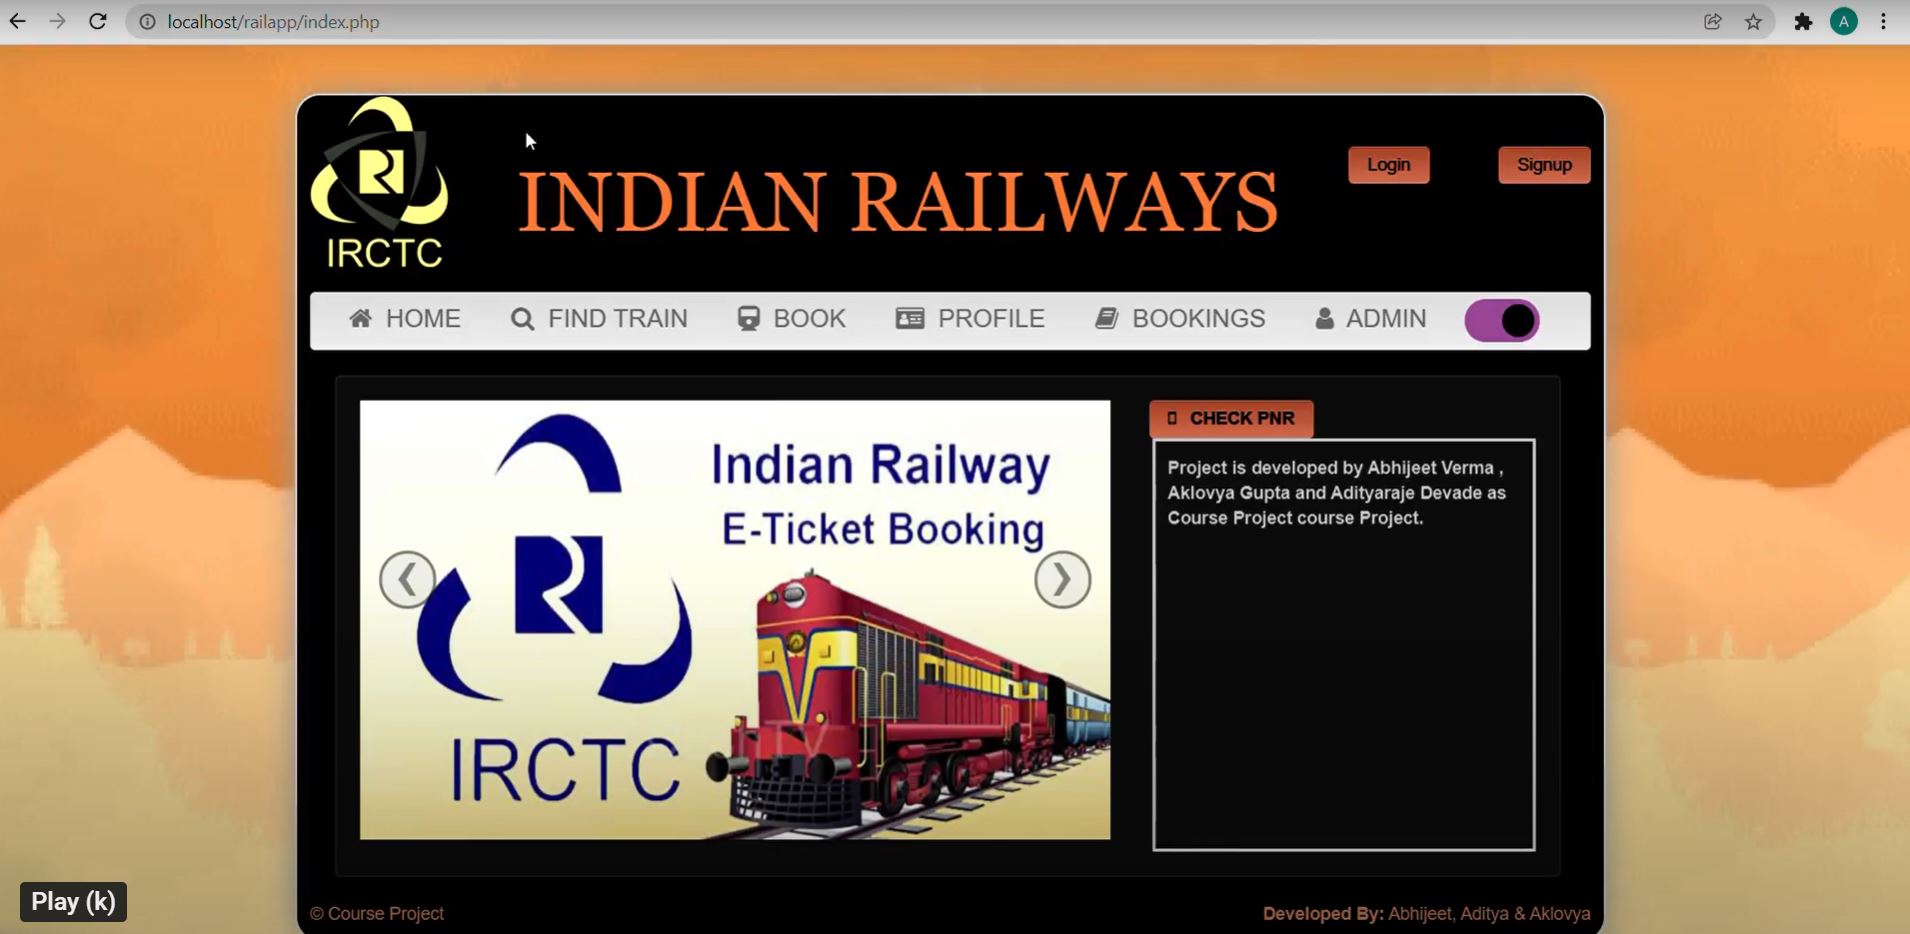 localhost/railapp/index.php
A
R
IRCTC
INDIAN RAILWAYS
Login
Signup
HOME
FIND TRAIN
BOOK
PROFILE
BOOKINGS
ADMIN
Indian Railway
E-Ticket Booking
R
IRCTC
CHECK PNR
Project is developed by Abhijeet Verma ,
Aklovya Gupta and Adityaraje Devade as
Course Project course Project.
Play (k)
© Course Project
Developed By: Abhijeet, Aditya & Aklovya